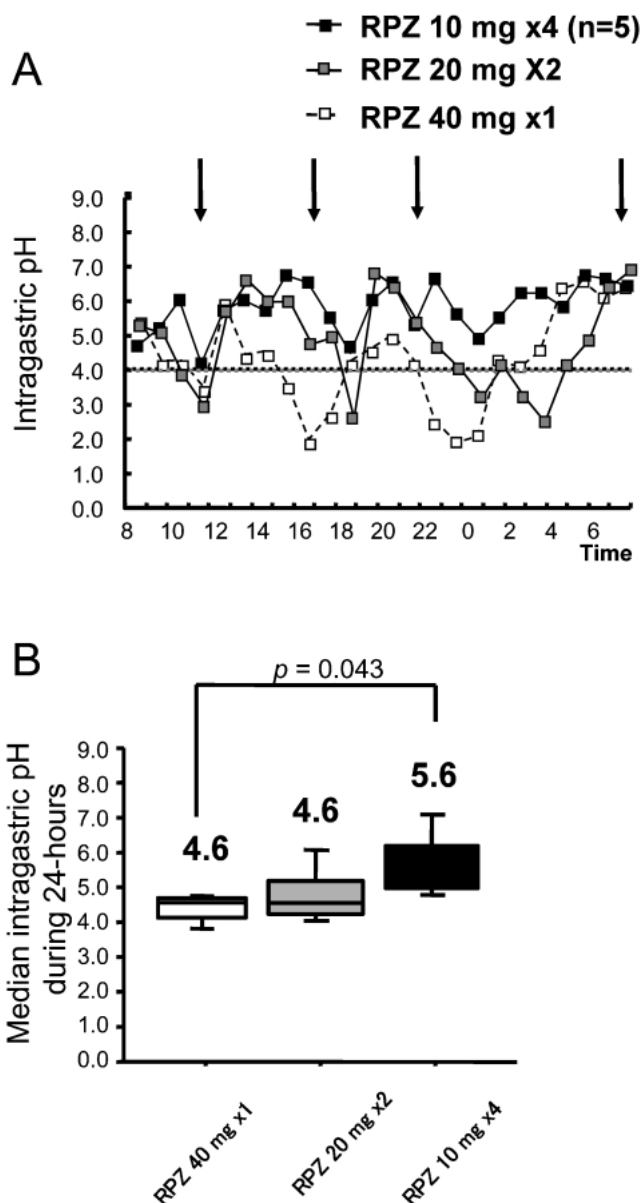 RPZ 10 mg x4 (n=5)
RPZ 20 mg X2
RPZ 40 mg x1
A
Intragastric pH
9.0
8.0
7.0
6.0
5.0
4.0
3.0
2.0
1.0
0.0
8 10 12 14 16 18 20 22 0 2 4 6
Time
B
p = 0.043
Median intragastric pH
during 24-hours
9.0
8.0
7.0
6.0
5.0
4.0
3.0
2.0
1.0
0.0
4.6
4.6
5.6
RPZ 40 mg x1
RPZ 20 mg x2
RPZ 10 mg x4